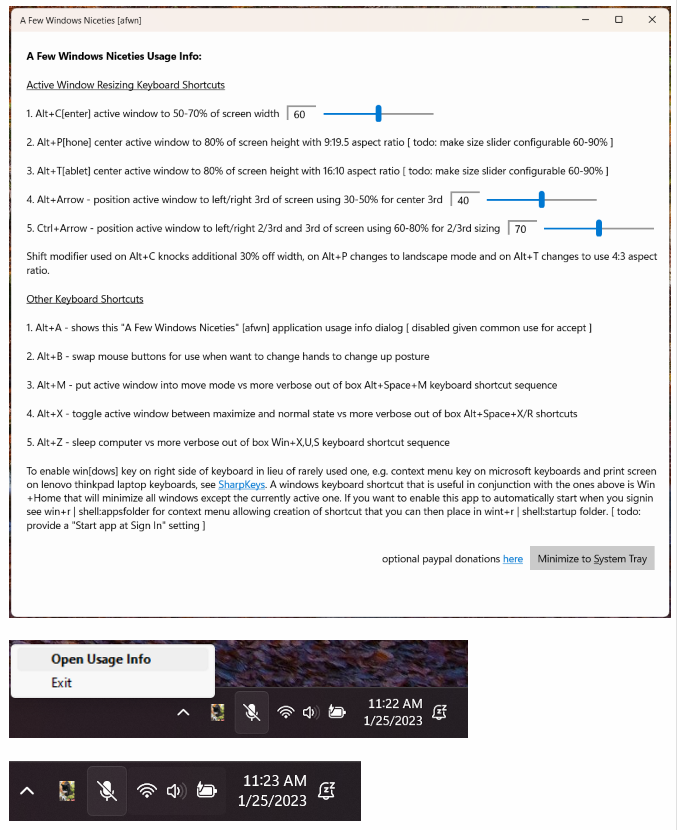 A Few Windows Niceties [afwn]
A Few Windows Niceties Usage Info:
Active Window Resizing Keyboard Shortcuts
1. Alt+C[enter] active window to 50-70% of screen width 60
2. Alt+P[hone] center active window to 80% of screen height with 9:19.5 aspect ratio [ todo: make size slider configurable 60-90% ]
3. Alt+T[ablet] center active window to 80% of screen height with 16:10 aspect ratio [ todo: make size slider configurable 60-90% ]
4. Alt+Arrow - position active window to left/right 3rd of screen using 30-50% for center 3rd 40
5. Ctrl+Arrow - position active window to left/right 2/3rd and 3rd of screen using 60-80% for 2/3rd sizing 70
Shift modifier used on Alt+C knocks additional 30% off width, on Alt+P changes to landscape mode and on Alt+T changes to use 4:3 aspect
ratio.
Other Keyboard Shortcuts
1. Alt+A - shows this "A Few Windows Niceties" [afwn] application usage info dialog [ disabled given common use for accept ]
2. Alt+B - swap mouse buttons for use when want to change hands to change up posture
3. Alt+M - put active window into move mode vs more verbose out of box Alt+Space+M keyboard shortcut sequence
4. Alt+X - toggle active window between maximize and normal state vs more verbose out of box Alt+Space+X/R shortcuts
5. Alt+Z - sleep computer vs more verbose out of box Win+X,U,S keyboard shortcut sequence
To enable win[dows] key on right side of keyboard in lieu of rarely used one, e.g. context menu key on microsoft keyboards and print screen
on lenovo thinkpad laptop keyboards, see SharpKeys. A windows keyboard shortcut that is useful in conjunction with the ones above is Win
+Home that will minimize all windows except the currently active one. If you want to enable this app to automatically start when you signin
see win+r | shell:appsfolder for context menu allowing creation of shortcut that you can then place in wint+r | shell:startup folder. [ todo:
provide a "Start app at Sign In" setting ]
optional paypal donations here Minimize to System Tray
Open Usage Info
Exit
11:22 AM
1/25/2023
11:23 AM
1/25/2023